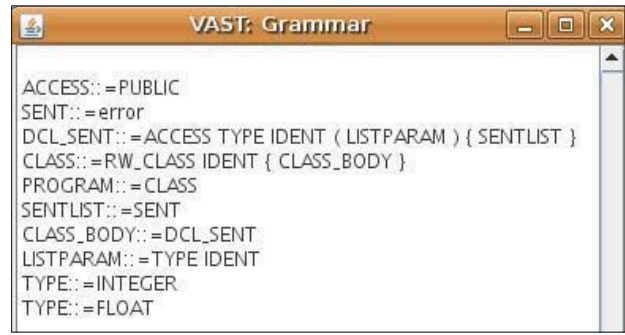 VAST: Grammar
ACCESS::=PUBLIC
SENT::=error
DCL_SENT::=ACCESS TYPE IDENT ( LISTPARAM ) { SENTLIST }
CLASS::=RW_CLASS IDENT { CLASS_BODY }
PROGRAM::=CLASS
SENTLIST::=SENT
CLASS_BODY::=DCL_SENT
LISTPARAM::=TYPE IDENT
TYPE::=INTEGER
TYPE::=FLOAT